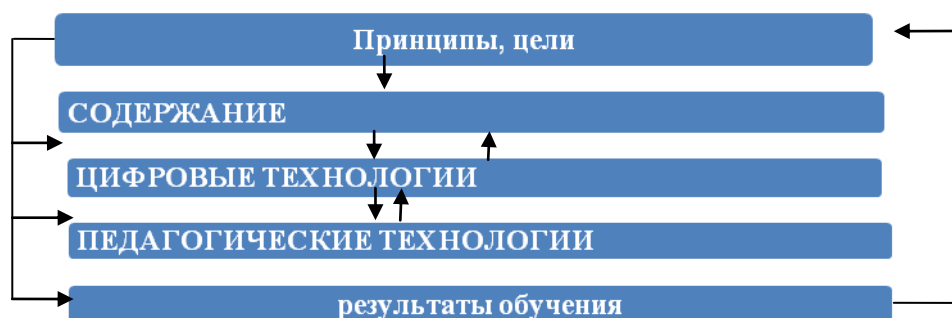 Принципы, цели
СОДЕРЖАНИЕ
ЦИФРОВЫЕ ТЕХНОЛОГИИ
ПЕДАГОГИЧЕСКИЕ ТЕХНОЛОГИИ
результаты обучения